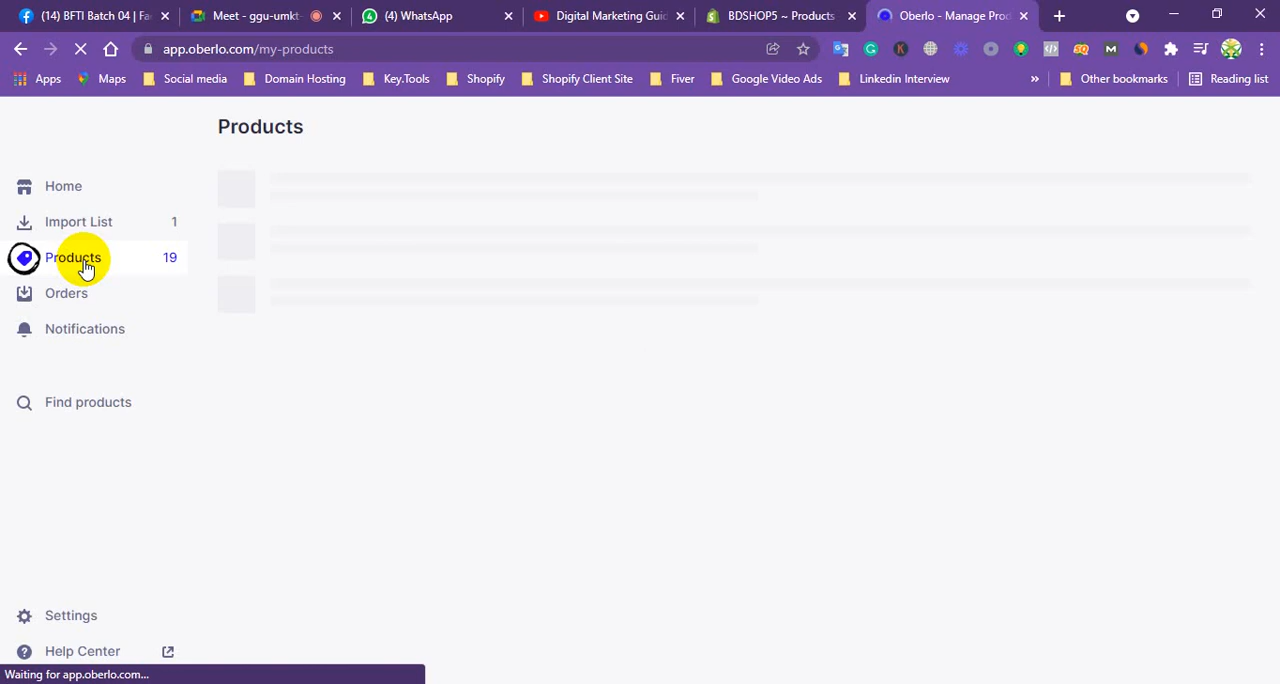 (14) BFTI Batch 04 | Fa
Meet - ggu-umkt-
(4) WhatsApp
Digital Marketing Guid
BDSHOP5 ~ Products
Oberlo - Manage Prod
app.oberlo.com/my-products
Apps
Maps
Social media
Domain Hosting
Key.Tools
Shopify
Shopify Client Site
Fiver
Google Video Ads
Linkedin Interview
»
Other bookmarks
Reading list
Products
Home
Import List 1
Products 19
Orders
Notifications
Find products
Settings
Help Center
Waiting for app.oberlo.com...